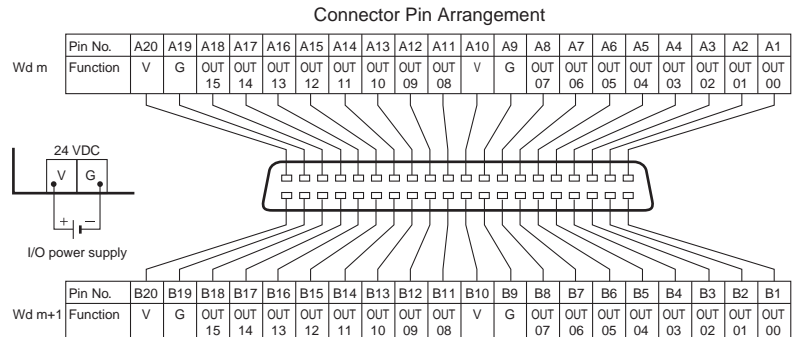 Connector Pin Arrangement
Pin No. A20 A19 A18 A17 A16 A15 A14 A13 A12 A11 A10 A9 A8 A7 A6 A5 A4 A3 A2 A1
Wd m Function V G OUT OUT OUT OUT OUT OUT OUT OUT V G OUT OUT OUT OUT OUT OUT OUT OUT
15 14 13 12 11 10 09 08 07 06 05 04 03 02 01 00
24 VDC
V G
+ −
I/O power supply
Pin No. B20 B19 B18 B17 B16 B15 B14 B13 B12 B11 B10 B9 B8 B7 B6 B5 B4 B3 B2 B1
Wd m+1 Function V G OUT OUT OUT OUT OUT OUT OUT OUT V G OUT OUT OUT OUT OUT OUT OUT OUT
15 14 13 12 11 10 09 08 07 06 05 04 03 02 01 00